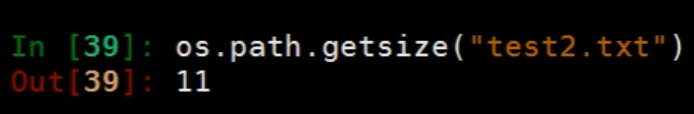 In [39]: os.path.getsize("test2.txt")
Out[39]: 11